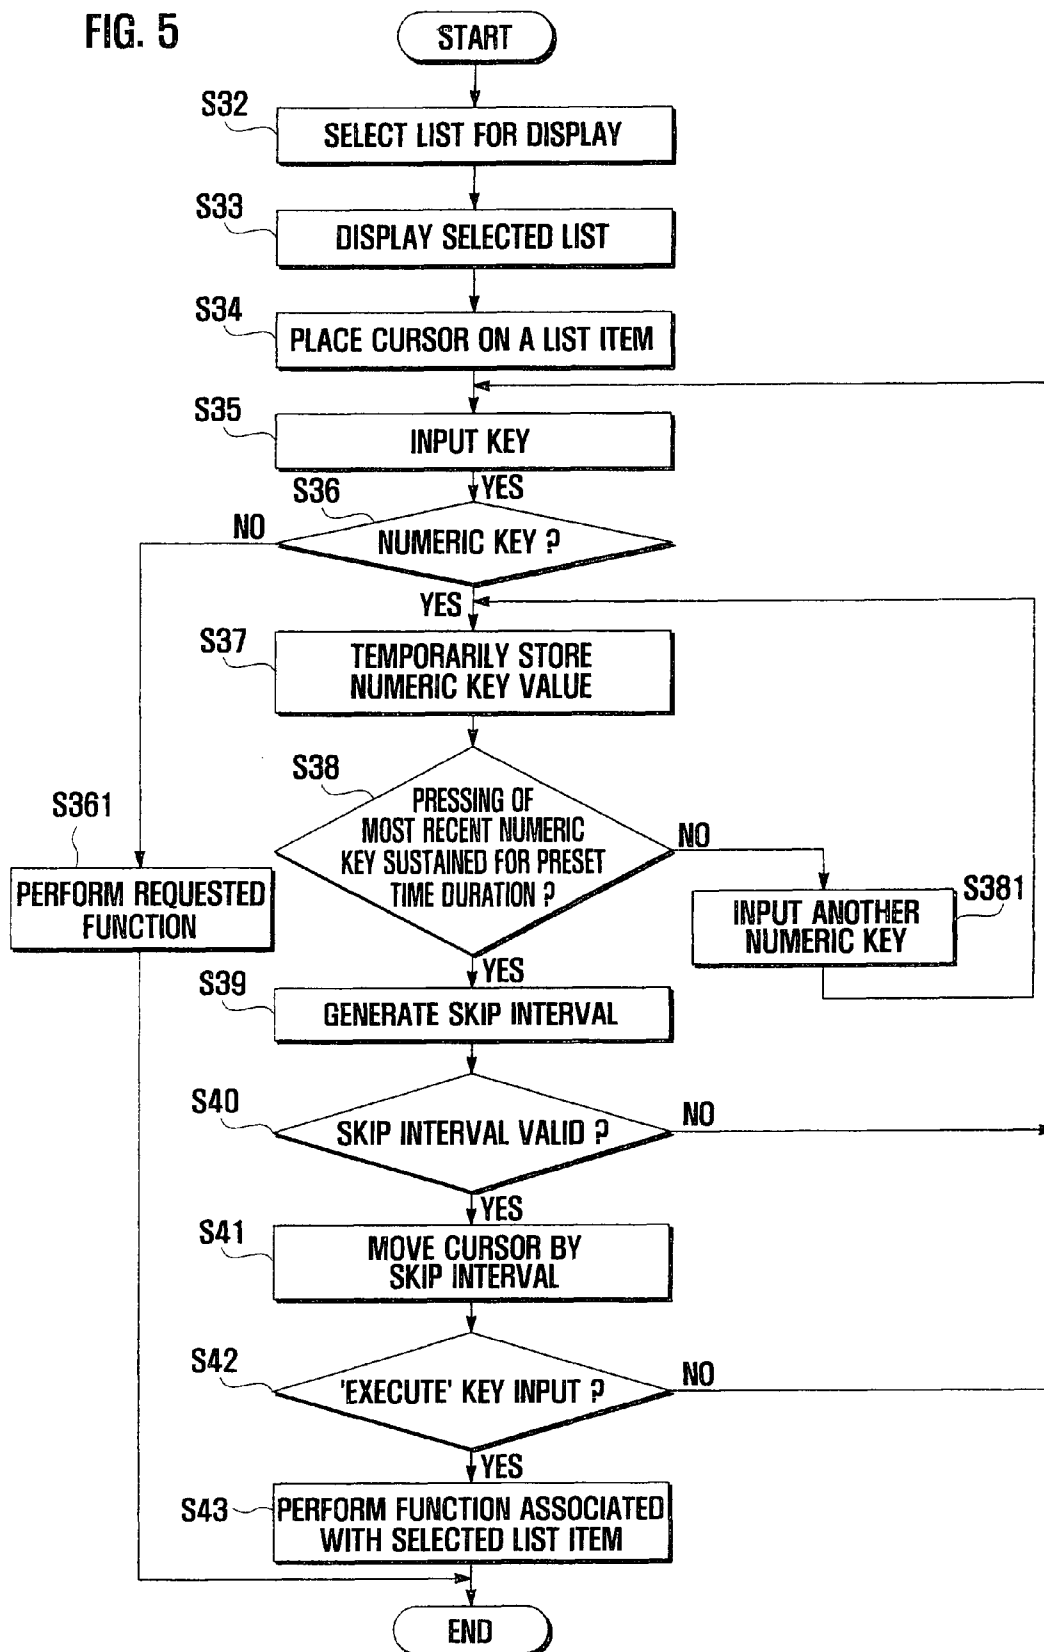 FIG. 5
START
S32
SELECT LIST FOR DISPLAY
S33
DISPLAY SELECTED LIST
S34
PLACE CURSOR ON A LIST ITEM
S35
INPUT KEY
YES
S36
NO
NUMERIC KEY ?
YES
S37
TEMPORARILY STORE
NUMERIC KEY VALUE
S38
PRESSING OF
MOST RECENT NUMERIC
KEY SUSTAINED FOR PRESET
TIME DURATION ?
NO
S361
PERFORM REQUESTED
FUNCTION
S381
INPUT ANOTHER
NUMERIC KEY
YES
S39
GENERATE SKIP INTERVAL
S40
SKIP INTERVAL VALID ?
NO
YES
S41
MOVE CURSOR BY
SKIP INTERVAL
S42
'EXECUTE' KEY INPUT ?
NO
YES
S43
PERFORM FUNCTION ASSOCIATED
WITH SELECTED LIST ITEM
END